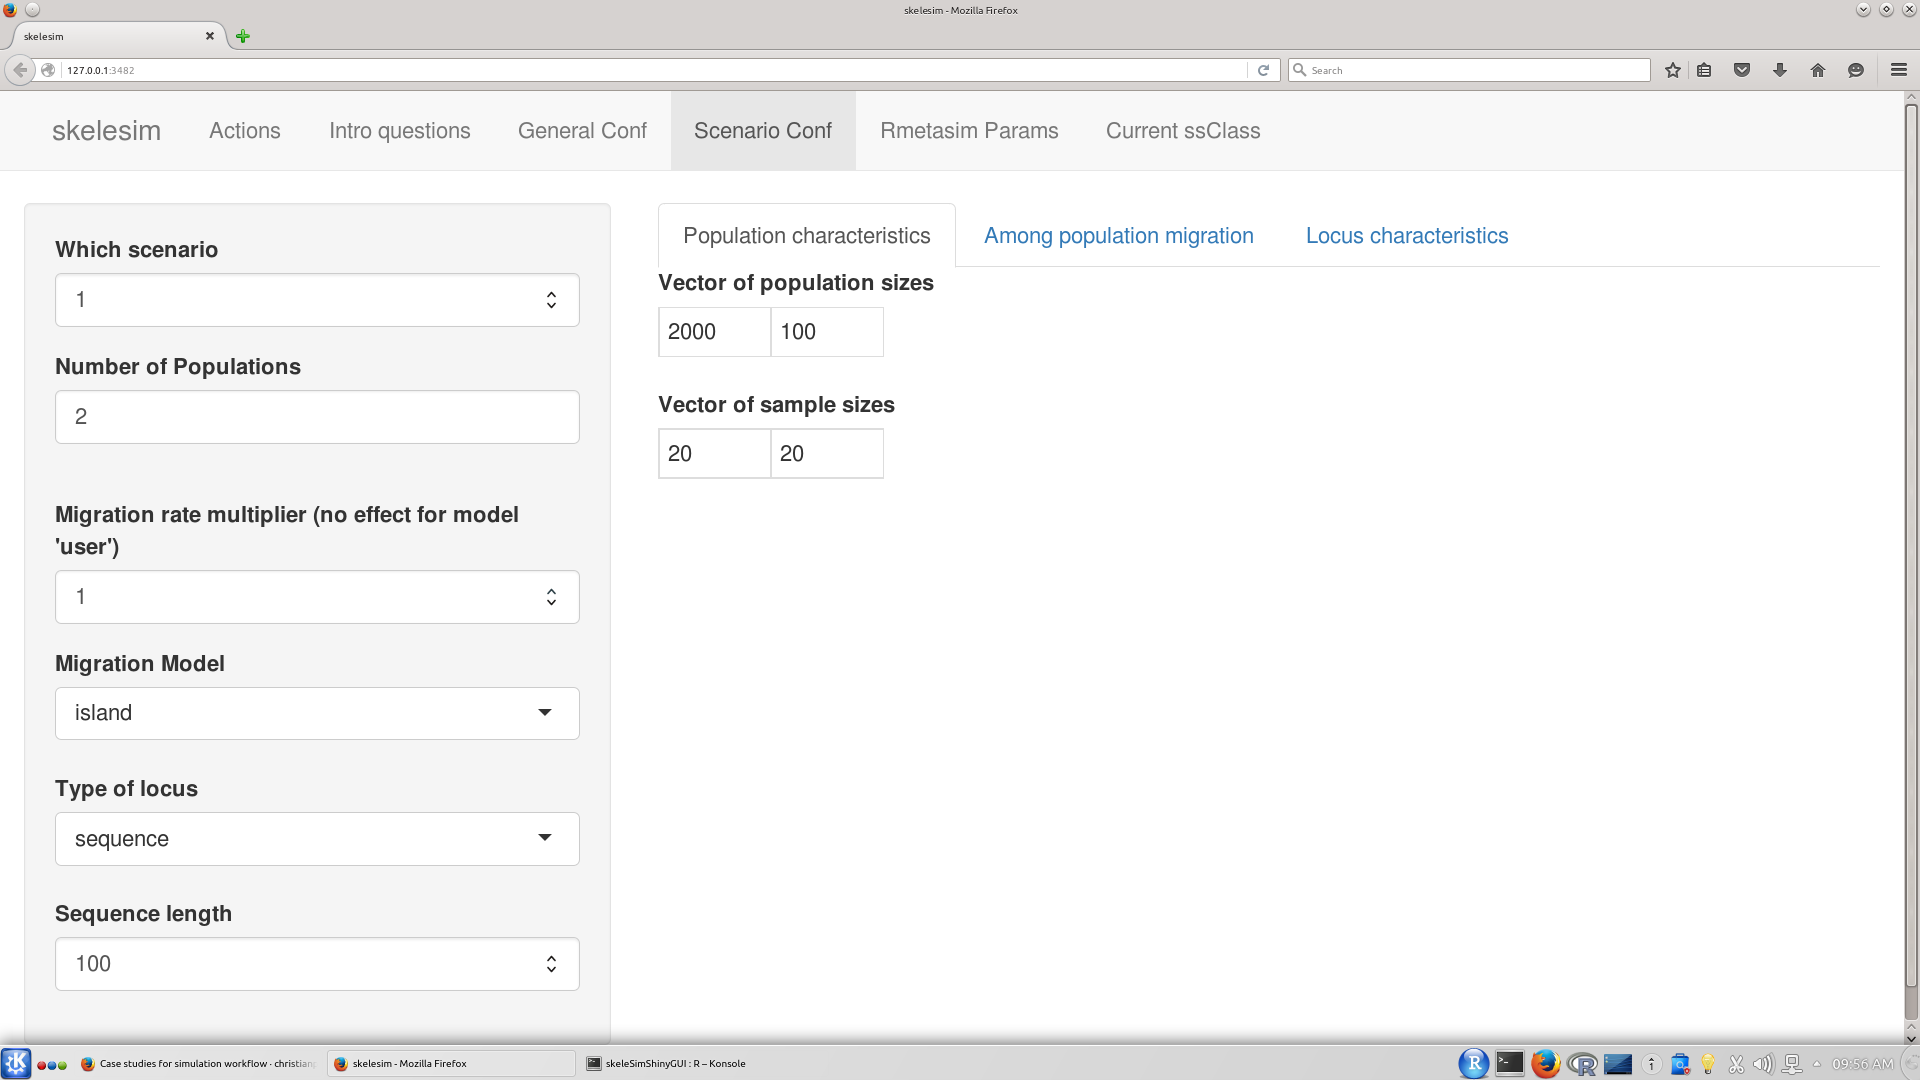 skelesim - Mozilla Firefox
skelesim
127.0.0.1:3482
Search
skelesim Actions Intro questions General Conf Scenario Conf Rmetasim Params Current ssClass
Which scenario
1
Number of Populations
2
Migration rate multiplier (no effect for model
'user')
1
Migration Model
island
Type of locus
sequence
Sequence length
100
Population characteristics Among population migration Locus characteristics
Vector of population sizes
2000 100
Vector of sample sizes
20 20
Case studies for simulation workflow · christian
skelesim - Mozilla Firefox
skeleSimShinyGUI : R – Konsole
09:56 AM